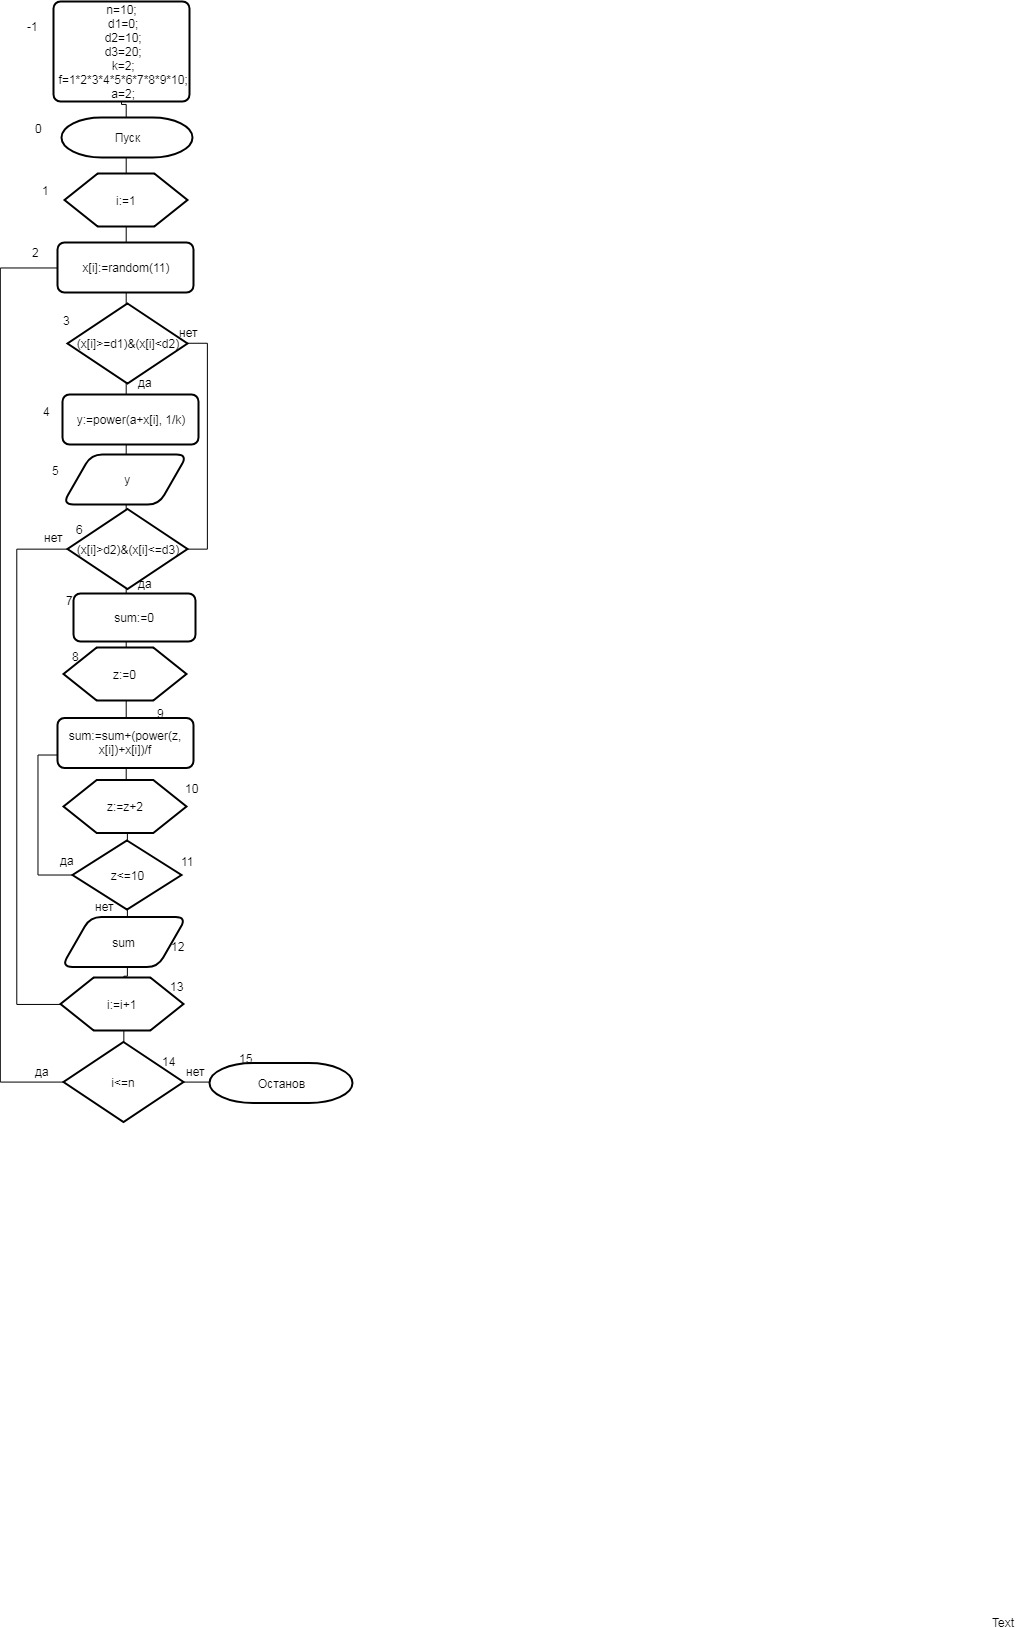 -1
n=10;
d1=0;
d2=10;
d3=20;
k=2;
f=1*2*3*4*5*6*7*8*9*10;
a=2;
0
Пуск
1
i:=1
2
x[i]:=random(11)
3
(x[i]>=d1)&(x[i]<d2)
нет
да
4
y:=power(a+x[i], 1/k)
5
y
6
нет
(x[i]>d2)&(x[i]<=d3)
да
7
sum:=0
8
z:=0
9
sum:=sum+(power(z,
x[i])+x[i])/f
10
z:=z+2
да
11
z<=10
нет
sum
12
13
i:=i+1
14
15
да
нет
i<=n
Останов
Text